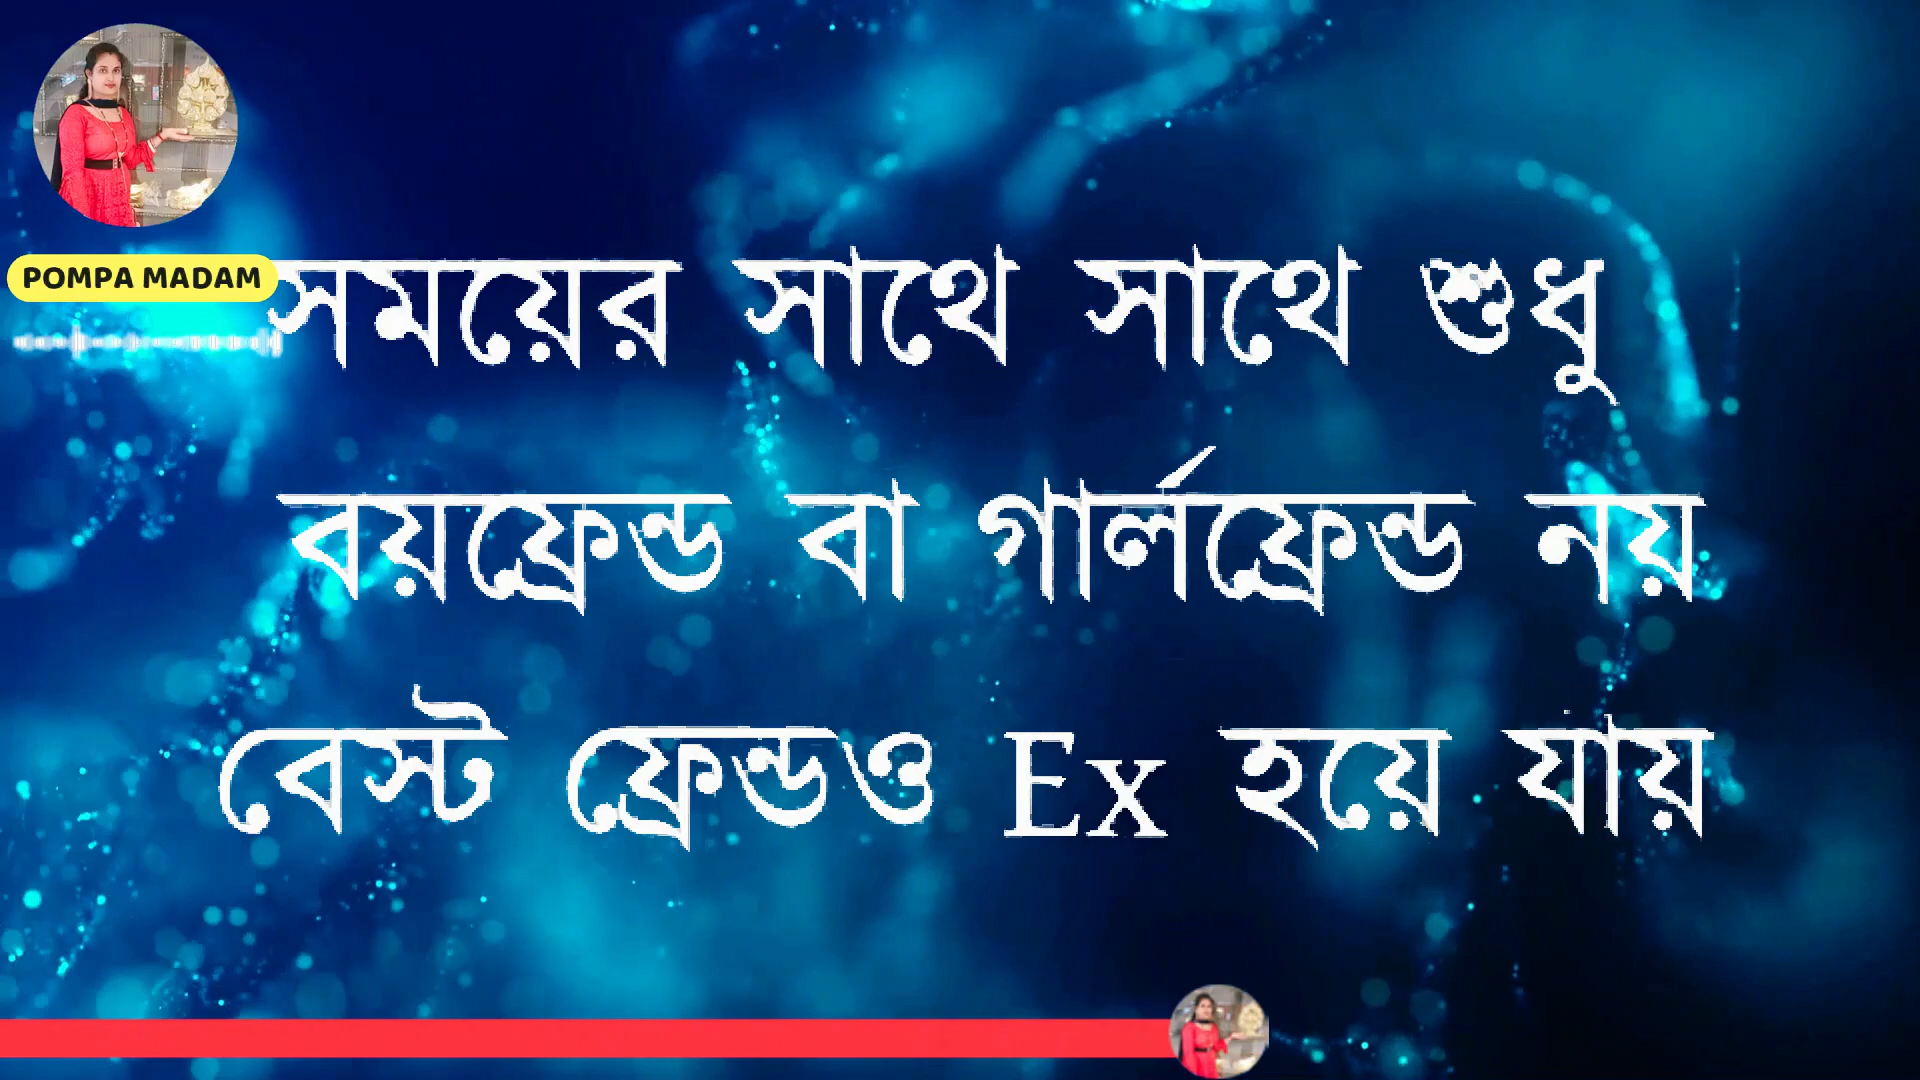 POMPA MADAM
সময়ের সাথে সাথে শুধু
বয়ফ্রেন্ড বা গার্লফ্রেন্ড নয়
বেস্ট ফ্রেন্ডও Ex হয়ে যায়